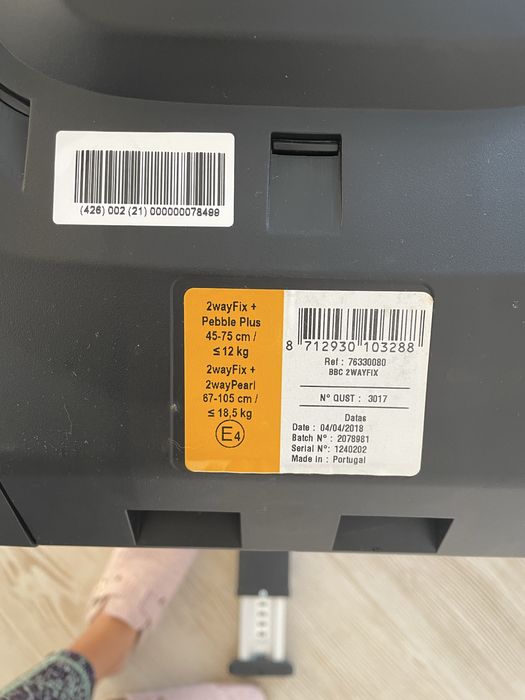 (426) 002 (21) 000000078499
2wayFix +
Pebble Plus
45-75 cm /
≤ 12 kg
2wayFix +
2wayPearl
67-105 cm /
≤ 18,5 kg
E4
8 712930 103288
Ref : 76330080
BBC 2WAYFIX
N° QUST : 3017
Datas
Date : 04/04/2018
Batch N° : 2078981
Serial N° : 1240202
Made in : Portugal